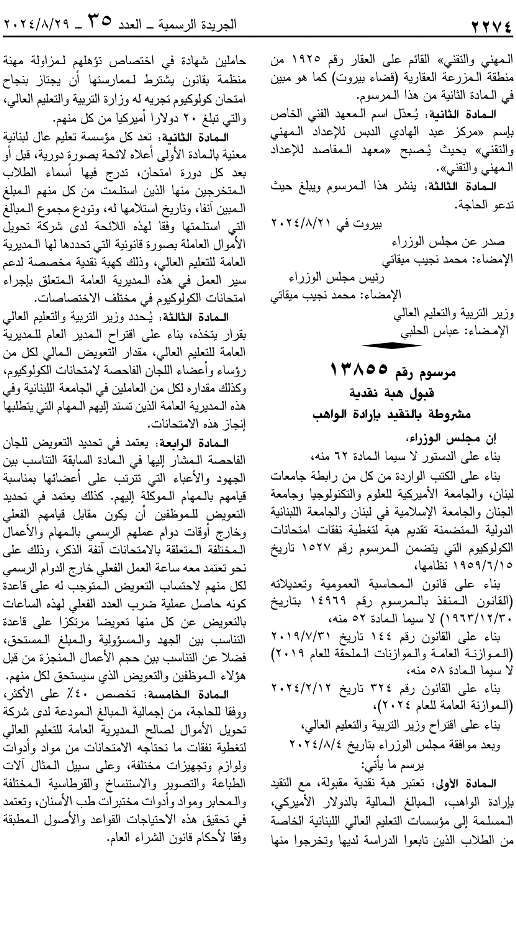 ٢٢٧٤
الجريدة الرسمية ــ العدد ٣٥ ــ ٢٠٢٤/٨/٢٩
المهني والتقني» القائم على العقار رقم ١٩٢٥ من
منطقة المزرعة العقارية (قضاء بيروت) كما هو مبين
في المادة الثانية من هذا المرسوم.
المادة الثانية: يُعدّل اسم المعهد الفني الخاص
بإسم «مركز عبد الهادي الدبس للإعداد المهني
والتقني» بحيث يُصبح «معهد المقاصد للإعداد
المهني والتقني».
المادة الثالثة: ينشر هذا المرسوم ويبلغ حيث
تدعو الحاجة.
بيروت في ٢٠٢٤/٨/٢١
صدر عن مجلس الوزراء
الإمضاء: محمد نجيب ميقاتي
رئيس مجلس الوزراء
الإمضاء: محمد نجيب ميقاتي
وزير التربية والتعليم العالي
الإمضاء: عباس الحلبي
مرسوم رقم ١٣٨٥٥
قبول هبة نقدية
مشروطة بالتقيد بإرادة الواهب
إن مجلس الوزراء،
بناء على الدستور لا سيما المادة ٦٢ منه،
بناء على الكتب الواردة من كل من رابطة جامعات
لبنان، والجامعة الأميركية للعلوم والتكنولوجيا وجامعة
الجنان والجامعة الإسلامية في لبنان والجامعة اللبنانية
الدولية المتضمنة تقديم هبة لتغطية نفقات امتحانات
الكولوكيوم التي يتضمن المرسوم رقم ١٥٢٧ تاريخ
١٩٥٩/٦/١٥ نظامها،
بناء على قانون المحاسبة العمومية وتعديلاته
(القانون المنفذ بالمرسوم رقم ١٤٩٦٩ بتاريخ
١٩٦٣/١٢/٣٠) لا سيما المادة ٥٢ منه،
بناء على القانون رقم ١٤٤ تاريخ ٢٠١٩/٧/٣١
(الموازنة العامة والموازنات الملحقة للعام ٢٠١٩)
لا سيما المادة ٥٨ منه،
بناء على القانون رقم ٣٢٤ تاريخ ٢٠٢٤/٢/١٢
(الموازنة العامة للعام ٢٠٢٤)،
بناء على اقتراح وزير التربية والتعليم العالي،
وبعد موافقة مجلس الوزراء بتاريخ ٢٠٢٤/٨/٤
يرسم ما يأتي:
المادة الأولى: تعتبر هبة نقدية مقبولة، مع التقيد
بإرادة الواهب، المبالغ المالية بالدولار الأميركي،
المسلمة إلى مؤسسات التعليم العالي اللبنانية الخاصة
من الطلاب الذين تابعوا الدراسة لديها وتخرجوا منها
حاملين شهادة في اختصاص تؤهلهم لمزاولة مهنة
منظمة بقانون يشترط لممارستها أن يجتاز بنجاح
امتحان كولوكيوم تجريه له وزارة التربية والتعليم العالي،
والتي تبلغ ٢٠ دولارا أميركيا من كل منهم.
المادة الثانية: تعد كل مؤسسة تعليم عال لبنانية
معنية بالمادة الأولى أعلاه لائحة بصورة دورية، قبل أو
بعد كل دورة امتحان، تدرج فيها أسماء الطلاب
المتخرجين منها الذين استلمت من كل منهم المبلغ
المبين آنفا، وتاريخ استلامها له، وتودع مجموع المبالغ
التي استلمتها وفقا لهذه اللائحة لدى شركة تحويل
الأموال العاملة بصورة قانونية التي تحددها لها المديرية
العامة للتعليم العالي، وذلك كهبة نقدية مخصصة لدعم
سير العمل في هذه المديرية العامة المتعلق بإجراء
امتحانات الكولوكيوم في مختلف الاختصاصات.
المادة الثالثة: يُحدد وزير التربية والتعليم العالي
بقرار يتخذه، بناء على اقتراح المدير العام للمديرية
العامة للتعليم العالي، مقدار التعويض المالي لكل من
رؤساء وأعضاء اللجان الفاحصة لامتحانات الكولوكيوم،
وكذلك مقداره لكل من العاملين في الجامعة اللبنانية وفي
هذه المديرية العامة الذين تسند إليهم المهام التي يتطلبها
إنجاز هذه الامتحانات.
المادة الرابعة: يعتمد في تحديد التعويض للجان
الفاحصة المشار إليها في المادة السابقة التناسب بين
الجهود والأعباء التي تترتب على أعضائها بمناسبة
قيامهم بالمهام الموكلة إليهم. كذلك يعتمد في تحديد
التعويض للموظفين أن يكون مقابل قيامهم الفعلي
وخارج أوقات دوام عملهم الرسمي بالمهام والأعمال
المختلفة المتعلقة بالامتحانات آنفة الذكر، وذلك على
نحو تعتمد معه ساعة العمل الفعلي خارج الدوام الرسمي
لكل منهم لاحتساب التعويض المتوجب له على قاعدة
كونه حاصل عملية ضرب العدد الفعلي لهذه الساعات
بالتعويض عن كل منها تعويضا مرتكزا على قاعدة
التناسب بين الجهد والمسؤولية والمبلغ المستحق،
فضلا عن التناسب بين حجم الأعمال المنجزة من قبل
هؤلاء الموظفين والتعويض الذي سيستحق لكل منهم.
المادة الخامسة: تخصص ٤٠٪ على الأكثر،
ووفقا للحاجة، من إجمالية المبالغ المودعة لدى شركة
تحويل الأموال لصالح المديرية العامة للتعليم العالي
لتغطية نفقات ما تحتاجه الامتحانات من مواد وأدوات
ولوازم وتجهيزات مختلفة، وعلى سبيل المثال آلات
الطباعة والتصوير والاستنساخ والقرطاسية المختلفة
والمحابر ومواد وأدوات مختبرات طب الأسنان، وتعتمد
في تحقيق هذه الاحتياجات القواعد والأصول المطبقة
وفقا لأحكام قانون الشراء العام.